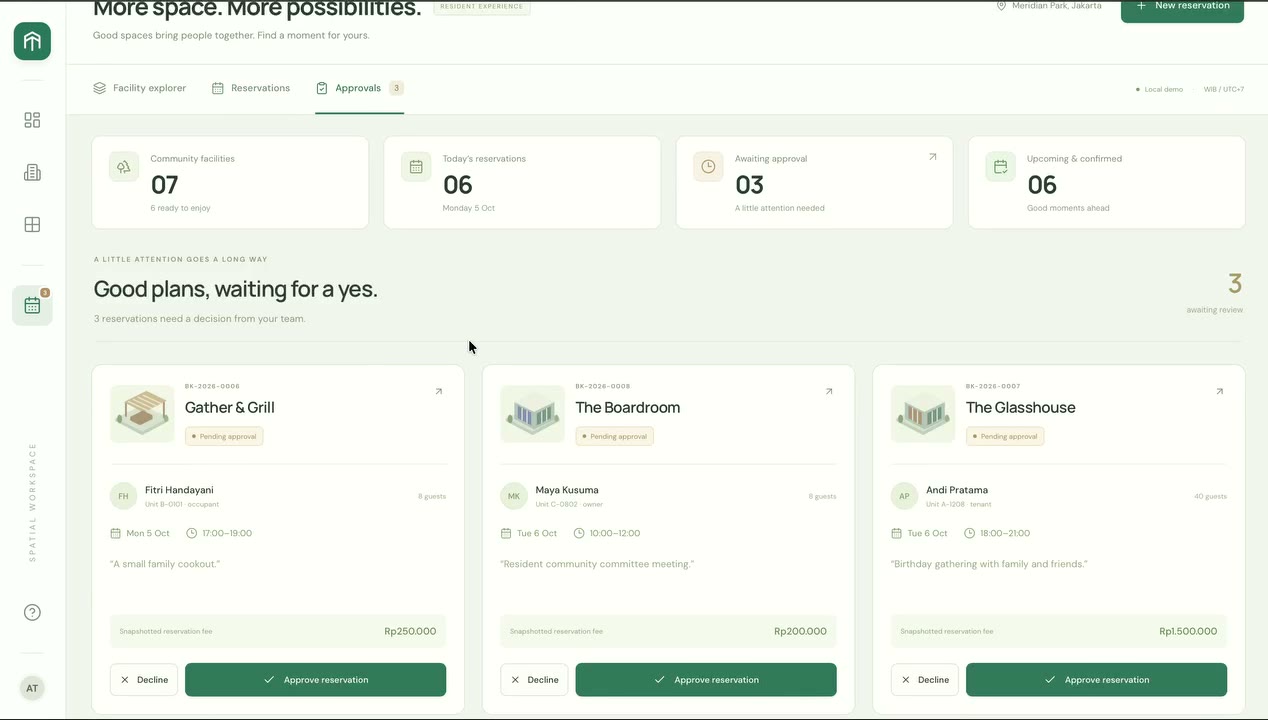 More space. More possibilities.
RESIDENT EXPERIENCE
Meridian Park, Jakarta
New reservation
Good spaces bring people together. Find a moment for yours.
Facility explorer
Reservations
Approvals
3
Local demo
WIB / UTC+7
Community facilities
07
6 ready to enjoy
Today's reservations
06
Monday 5 Oct
Awaiting approval
03
A little attention needed
Upcoming & confirmed
06
Good moments ahead
3
A LITTLE ATTENTION GOES A LONG WAY
Good plans, waiting for a yes.
3 reservations need a decision from your team.
3
awaiting review
BK-2026-0006
Gather & Grill
Pending approval
FH
Fitri Handayani
Unit B-0101 · occupant
8 guests
Mon 5 Oct
17:00–19:00
“A small family cookout.”
Snapshotted reservation fee
Rp250.000
Decline
Approve reservation
BK-2026-0008
The Boardroom
Pending approval
MK
Maya Kusuma
Unit C-0802 · owner
8 guests
Tue 6 Oct
10:00–12:00
“Resident community committee meeting.”
Snapshotted reservation fee
Rp200.000
Decline
Approve reservation
BK-2026-0007
The Glasshouse
Pending approval
AP
Andi Pratama
Unit A-1208 · tenant
40 guests
Tue 6 Oct
18:00–21:00
“Birthday gathering with family and friends.”
Snapshotted reservation fee
Rp1.500.000
Decline
Approve reservation
SPATIAL WORKSPACE
AT